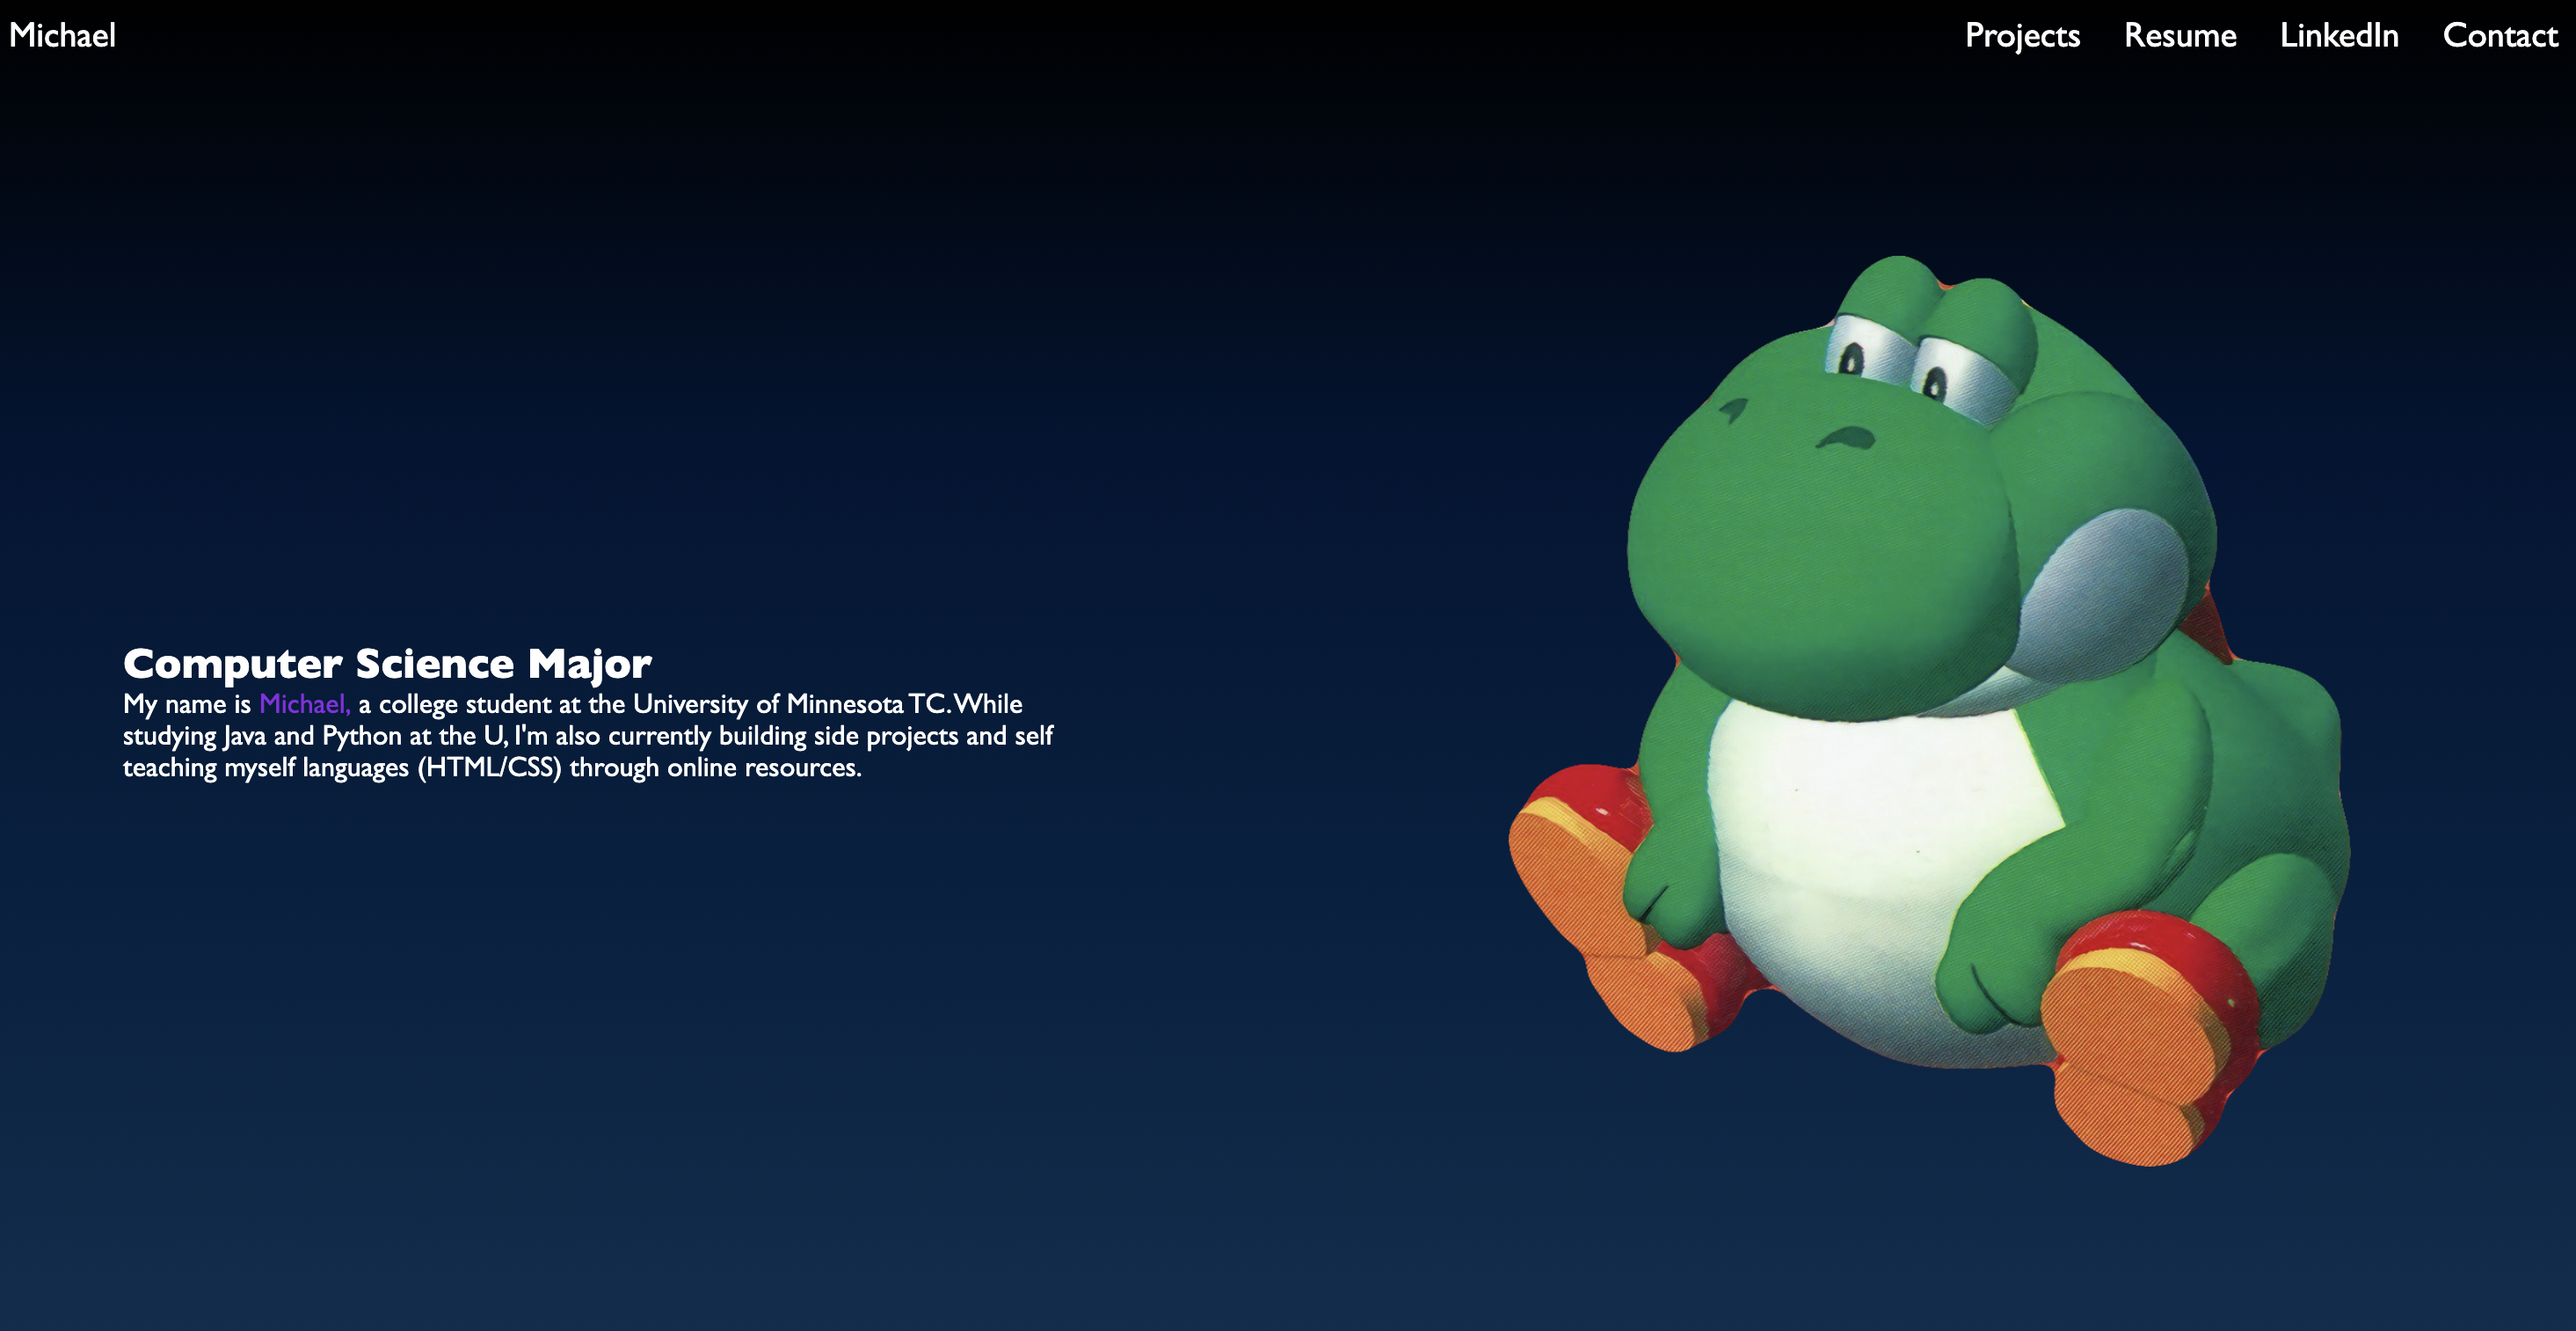 Michael
Projects Resume LinkedIn Contact
Computer Science Major
My name is Michael, a college student at the University of Minnesota TC. While
studying Java and Python at the U, I'm also currently building side projects and self
teaching myself languages (HTML/CSS) through online resources.